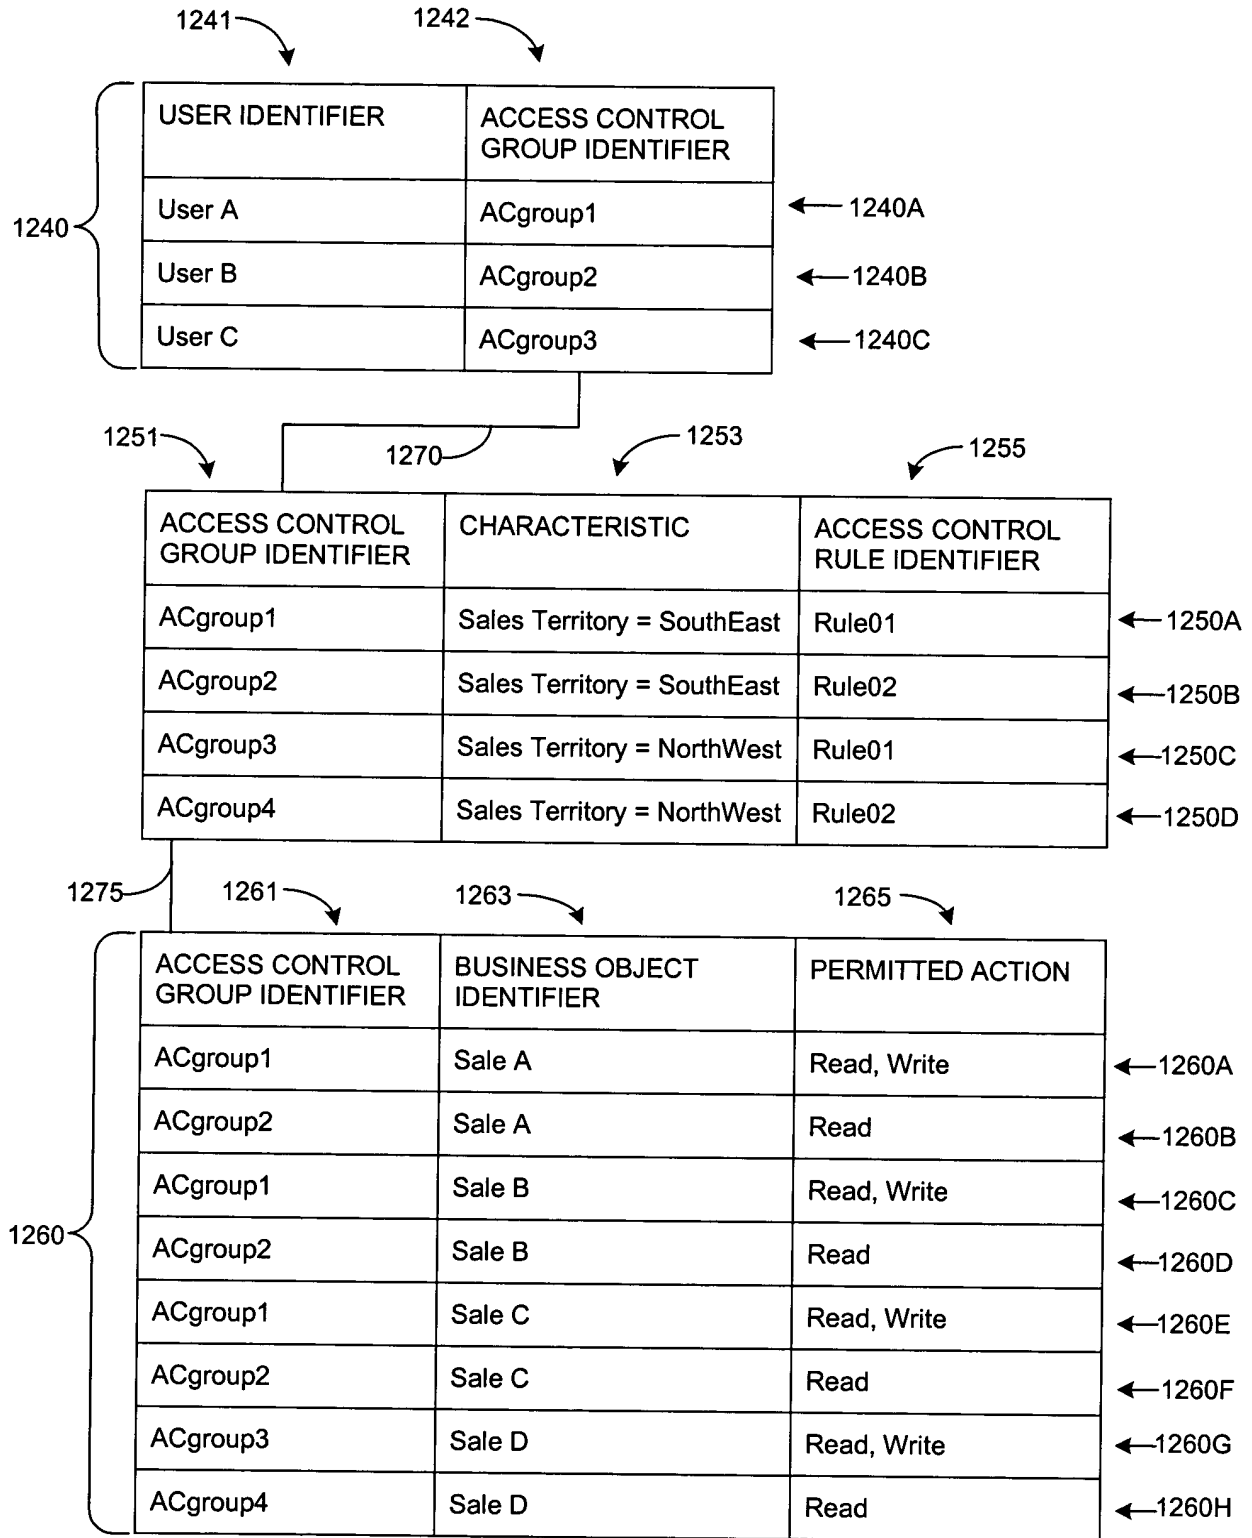 1241
1242
USER IDENTIFIER
ACCESS CONTROL
GROUP IDENTIFIER
User A
ACgroup1
1240A
1240
User B
ACgroup2
1240B
User C
ACgroup3
1240C
1251
1270
1253
1255
ACCESS CONTROL
GROUP IDENTIFIER
CHARACTERISTIC
ACCESS CONTROL
RULE IDENTIFIER
ACgroup1
Sales Territory = SouthEast
Rule01
1250A
ACgroup2
Sales Territory = SouthEast
Rule02
1250B
ACgroup3
Sales Territory = NorthWest
Rule01
1250C
ACgroup4
Sales Territory = NorthWest
Rule02
1250D
1275
1261
1263
1265
ACCESS CONTROL
GROUP IDENTIFIER
BUSINESS OBJECT
IDENTIFIER
PERMITTED ACTION
ACgroup1
Sale A
Read, Write
1260A
ACgroup2
Sale A
Read
1260B
ACgroup1
Sale B
Read, Write
1260C
1260
ACgroup2
Sale B
Read
1260D
ACgroup1
Sale C
Read, Write
1260E
ACgroup2
Sale C
Read
1260F
ACgroup3
Sale D
Read, Write
1260G
ACgroup4
Sale D
Read
1260H